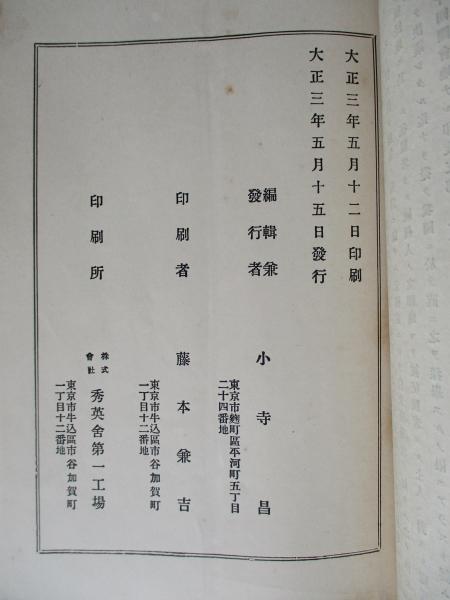 大正三年五月十二日印刷
大正三年五月十五日發行
編輯兼
發行者
小寺昌
東京市麴町區平河町五丁目
二十四番地
印刷者
藤本兼吉
東京市牛込區市谷加賀町
一丁目十二番地
印刷所
株式
會社
秀英舍第一工場
東京市牛込區市谷加賀町
一丁目十二番地